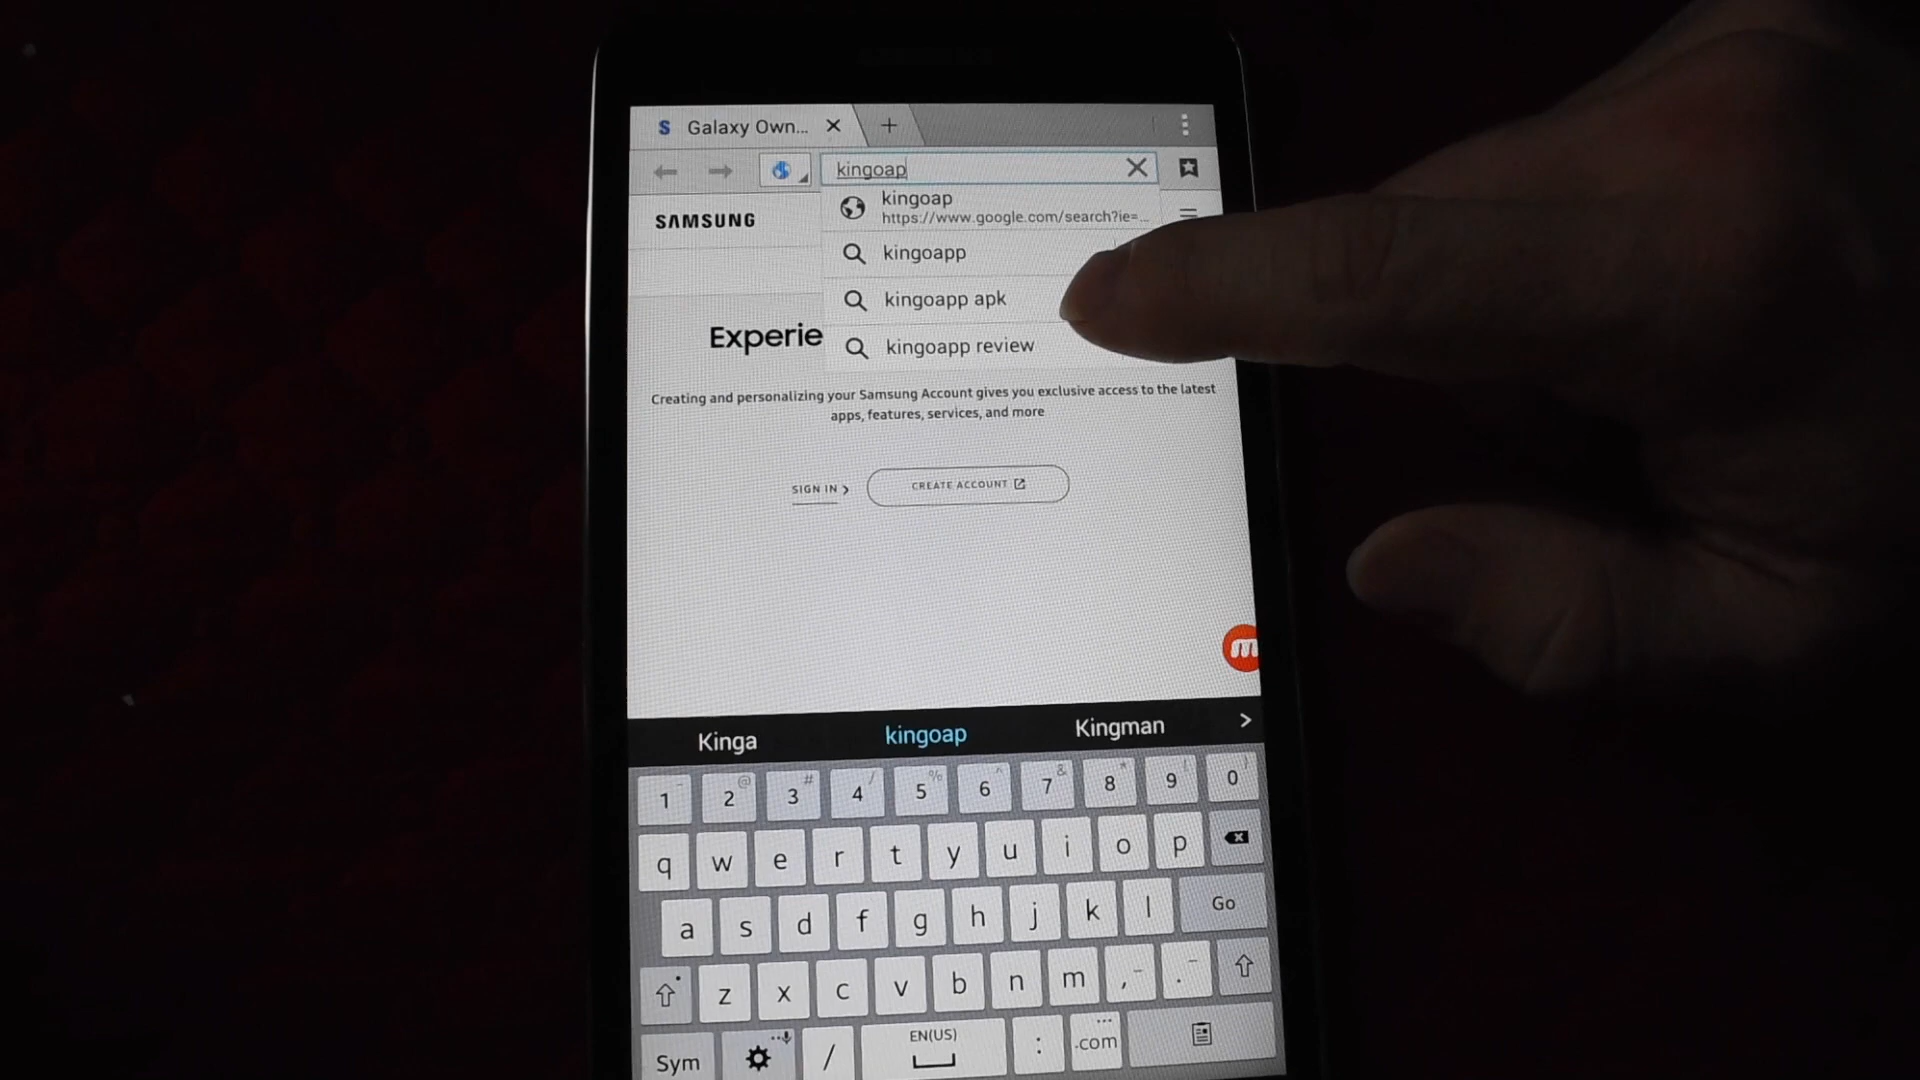 S Galaxy Own...
kingoap
kingoap
https://www.google.com/search?ie=...
SAMSUNG
kingoapp
kingoapp apk
Experie
kingoapp review
Creating and personalizing your Samsung Account gives you exclusive access to the latest
apps, features, services, and more
SIGN IN >
CREATE ACCOUNT
m
Kinga kingoap Kingman >
1 2 @ 3 # 4 / 5 % 6 ^ 7 & 8 * 9 ( 0 )
q w e r t y u i o p
a s d f g h j k l Go
z x c v b n m , .
Sym / EN(US) : .com